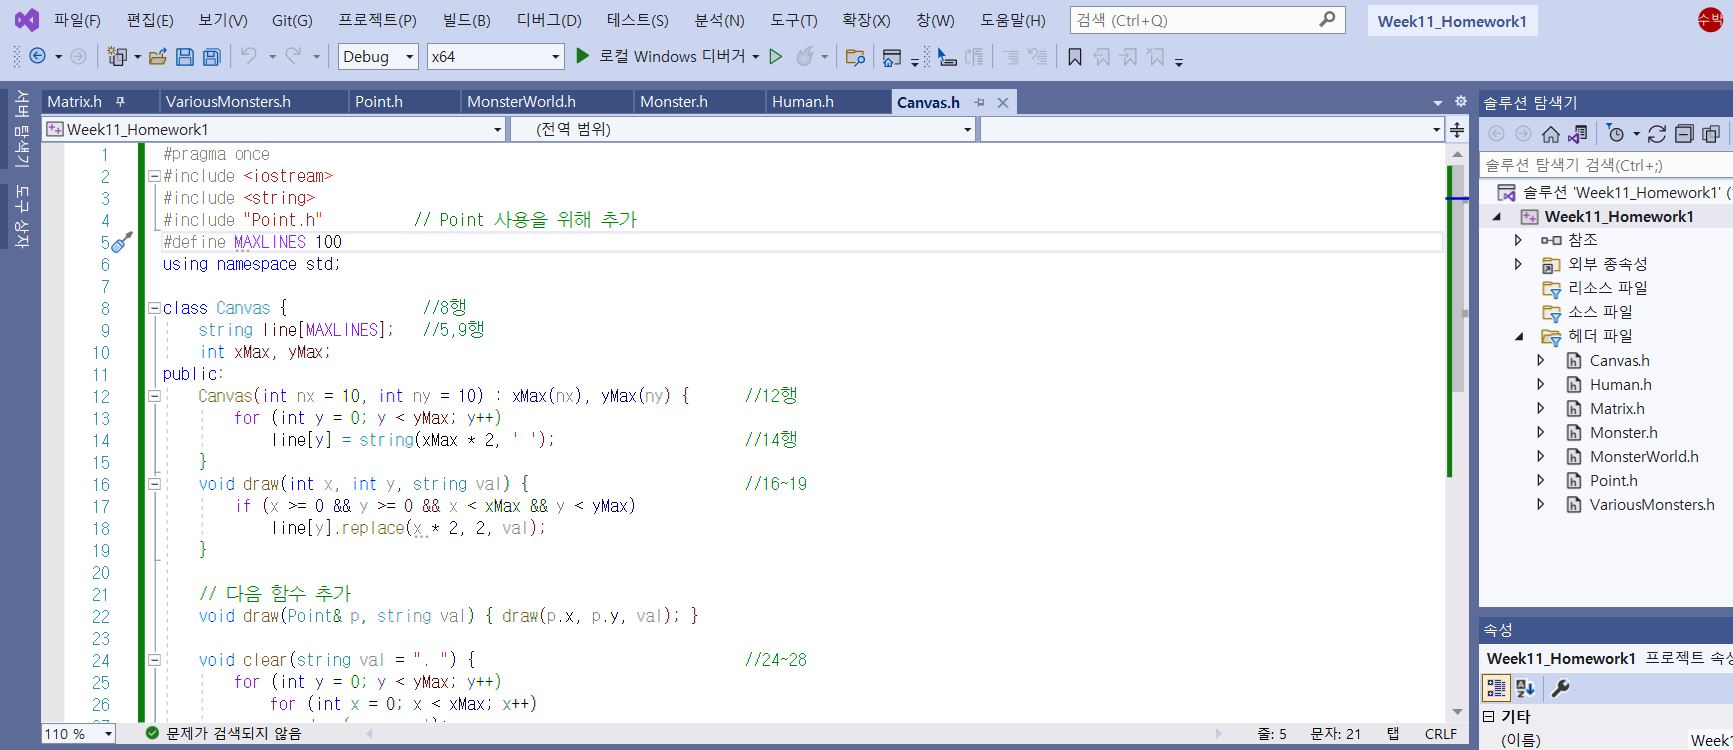 파일(F) 편집(E) 보기(V) Git(G) 프로젝트(P) 빌드(B) 디버그(D) 테스트(S) 분석(N) 도구(T) 확장(X) 창(W) 도움말(H) 검색 (Ctrl+Q) Week11_Homework1 수박
Debug x64 로컬 Windows 디버거
서버 탐색기
도구 상자
Matrix.h VariousMonsters.h Point.h MonsterWorld.h Monster.h Human.h Canvas.h
Week11_Homework1 (전역 범위)
1 #pragma once
2 #include <iostream>
3 #include <string>
4 #include "Point.h" // Point 사용을 위해 추가
5 #define MAXLINES 100
6 using namespace std;
7
8 class Canvas { //8행
9 string line[MAXLINES]; //5,9행
10 int xMax, yMax;
11 public:
12 Canvas(int nx = 10, int ny = 10) : xMax(nx), yMax(ny) { //12행
13 for (int y = 0; y < yMax; y++)
14 line[y] = string(xMax * 2, ' '); //14행
15 }
16 void draw(int x, int y, string val) { //16~19
17 if (x >= 0 && y >= 0 && x < xMax && y < yMax)
18 line[y].replace(x * 2, 2, val);
19 }
20
21 // 다음 함수 추가
22 void draw(Point& p, string val) { draw(p.x, p.y, val); }
23
24 void clear(string val = ". ") { //24~28
25 for (int y = 0; y < yMax; y++)
26 for (int x = 0; x < xMax; x++)
110 % 문제가 검색되지 않음 줄: 5 문자: 21 탭 CRLF
솔루션 탐색기
솔루션 탐색기 검색(Ctrl+;)
솔루션 'Week11_Homework1' (
Week11_Homework1
참조
외부 종속성
리소스 파일
소스 파일
헤더 파일
Canvas.h
Human.h
Matrix.h
Monster.h
MonsterWorld.h
Point.h
VariousMonsters.h
속성
Week11_Homework1 프로젝트 속성
기타
(이름) Week1